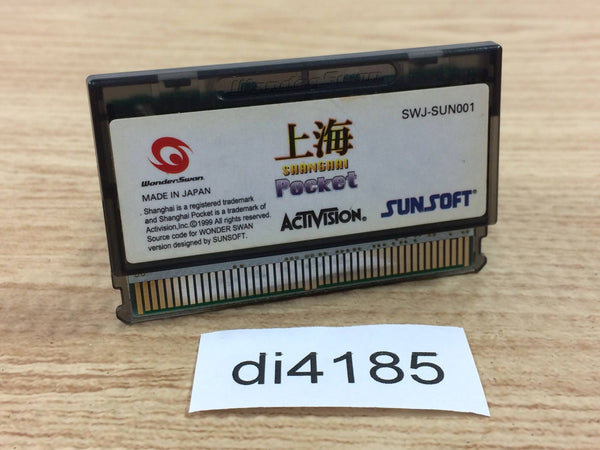 Wonder Swan
SWJ-SUN001
上海
SHANGHAI
Pocket
WonderSwan
MADE IN JAPAN
Shanghai is a registered trademark
and Shanghai Pocket is a trademark of
Activision,Inc.©1999 All rights reserved.
Source code for WONDER SWAN
version designed by SUNSOFT.
ACTIVISION®
SUNSOFT®
di4185